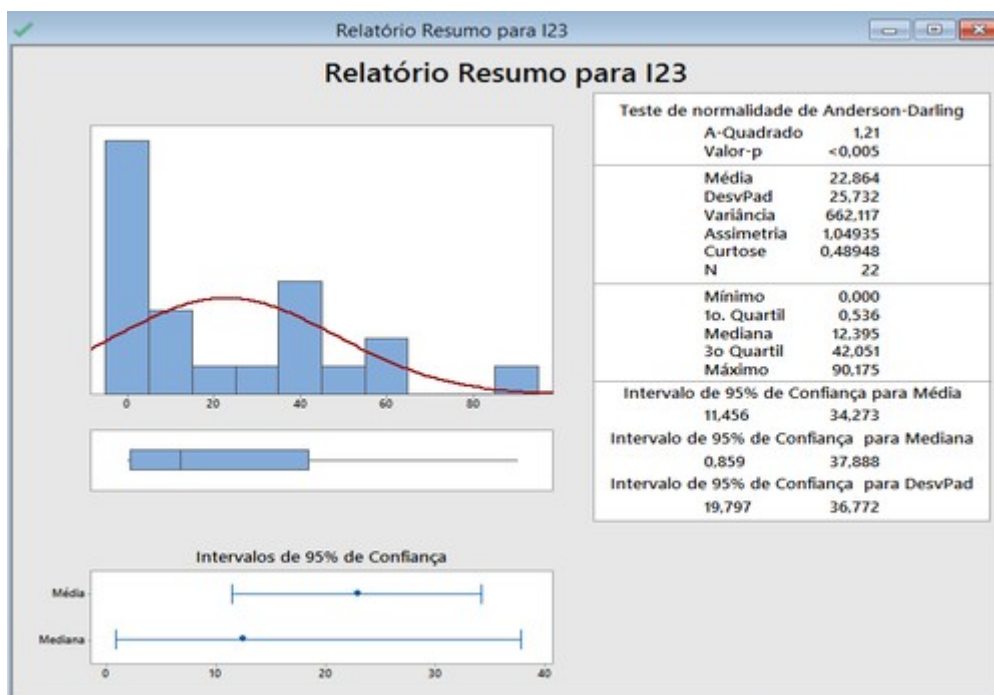 Relatório Resumo para I23
Relatório Resumo para I23
Teste de normalidade de Anderson-Darling
A-Quadrado 1,21
Valor-p <0,005
Média 22,864
DesvPad 25,732
Variância 662,117
Assimetria 1,04935
Curtose 0,48948
N 22
Mínimo 0,000
1o. Quartil 0,536
Mediana 12,395
3o Quartil 42,051
Máximo 90,175
Intervalo de 95% de Confiança para Média
11,456 34,273
Intervalo de 95% de Confiança para Mediana
0,859 37,888
Intervalo de 95% de Confiança para DesvPad
19,797 36,772
0 20 40 60 80
Intervalos de 95% de Confiança
Média
Mediana
0 10 20 30 40